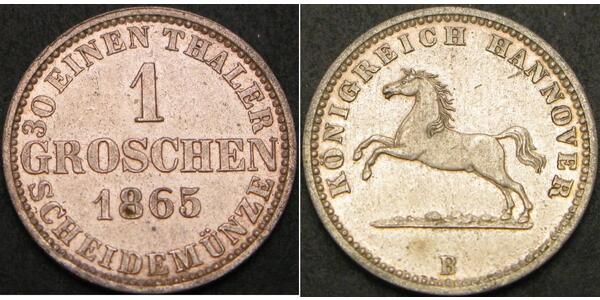 30 EINEN THALER
1
GROSCHEN
1865
SCHEIDEMÜNZE
KÖNIGREICH HANNOVER
B